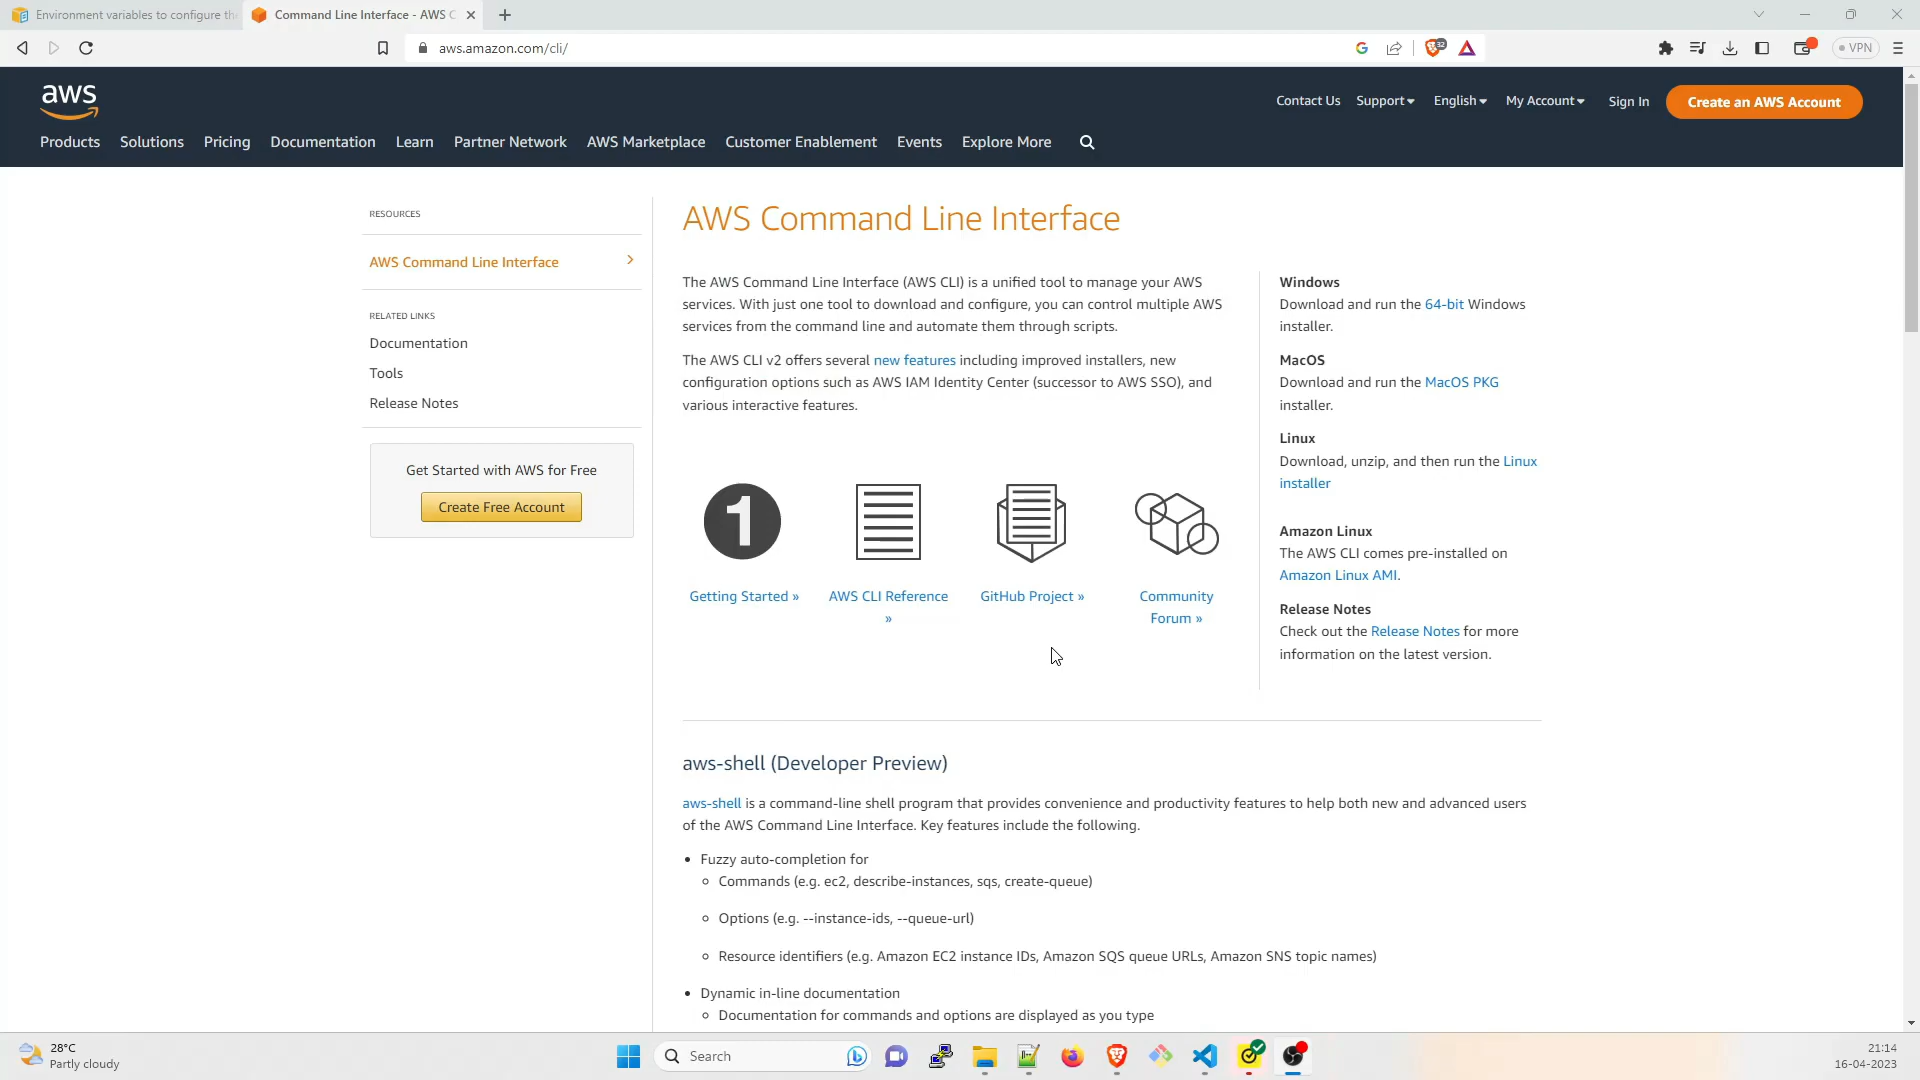 Environment variables to configure th
Command Line Interface - AWS C
aws.amazon.com/cli/
32
VPN
aws
Contact Us
Support
English
My Account
Sign In
Create an AWS Account
Products
Solutions
Pricing
Documentation
Learn
Partner Network
AWS Marketplace
Customer Enablement
Events
Explore More
RESOURCES
AWS Command Line Interface
RELATED LINKS
Documentation
Tools
Release Notes
Get Started with AWS for Free
Create Free Account
AWS Command Line Interface
The AWS Command Line Interface (AWS CLI) is a unified tool to manage your AWS
services. With just one tool to download and configure, you can control multiple AWS
services from the command line and automate them through scripts.
The AWS CLI v2 offers several new features including improved installers, new
configuration options such as AWS IAM Identity Center (successor to AWS SSO), and
various interactive features.
1
Getting Started »
AWS CLI Reference
»
GitHub Project »
Community
Forum »
Windows
Download and run the 64-bit Windows
installer.
MacOS
Download and run the MacOS PKG
installer.
Linux
Download, unzip, and then run the Linux
installer
Amazon Linux
The AWS CLI comes pre-installed on
Amazon Linux AMI.
Release Notes
Check out the Release Notes for more
information on the latest version.
aws-shell (Developer Preview)
aws-shell is a command-line shell program that provides convenience and productivity features to help both new and advanced users
of the AWS Command Line Interface. Key features include the following.
• Fuzzy auto-completion for
Commands (e.g. ec2, describe-instances, sqs, create-queue)
Options (e.g. --instance-ids, --queue-url)
Resource identifiers (e.g. Amazon EC2 instance IDs, Amazon SQS queue URLs, Amazon SNS topic names)
• Dynamic in-line documentation
Documentation for commands and options are displayed as you type
28°C
Partly cloudy
Search
21:14
16-04-2023